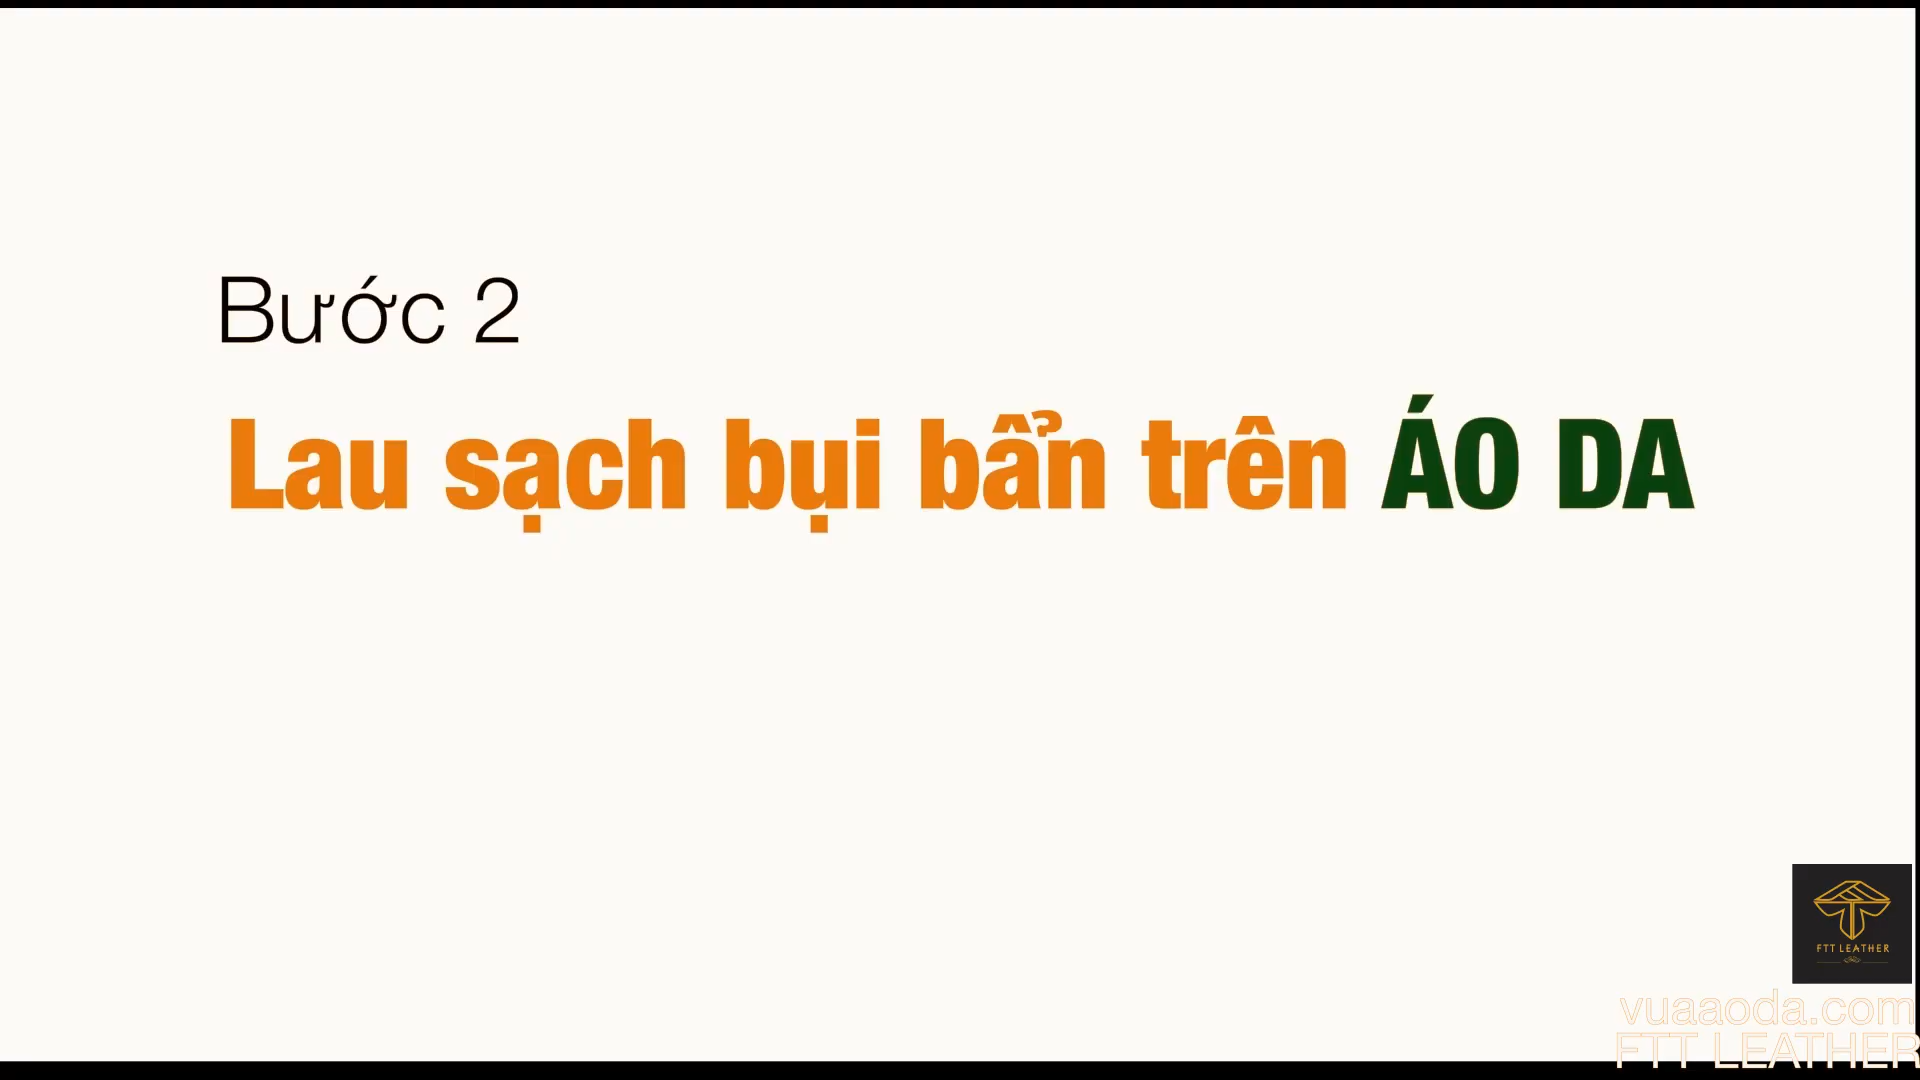 Bước 2
Lau sạch bụi bẩn trên ÁO DA
FTT LEATHER
vuaaoda.com
FTT LEATHER